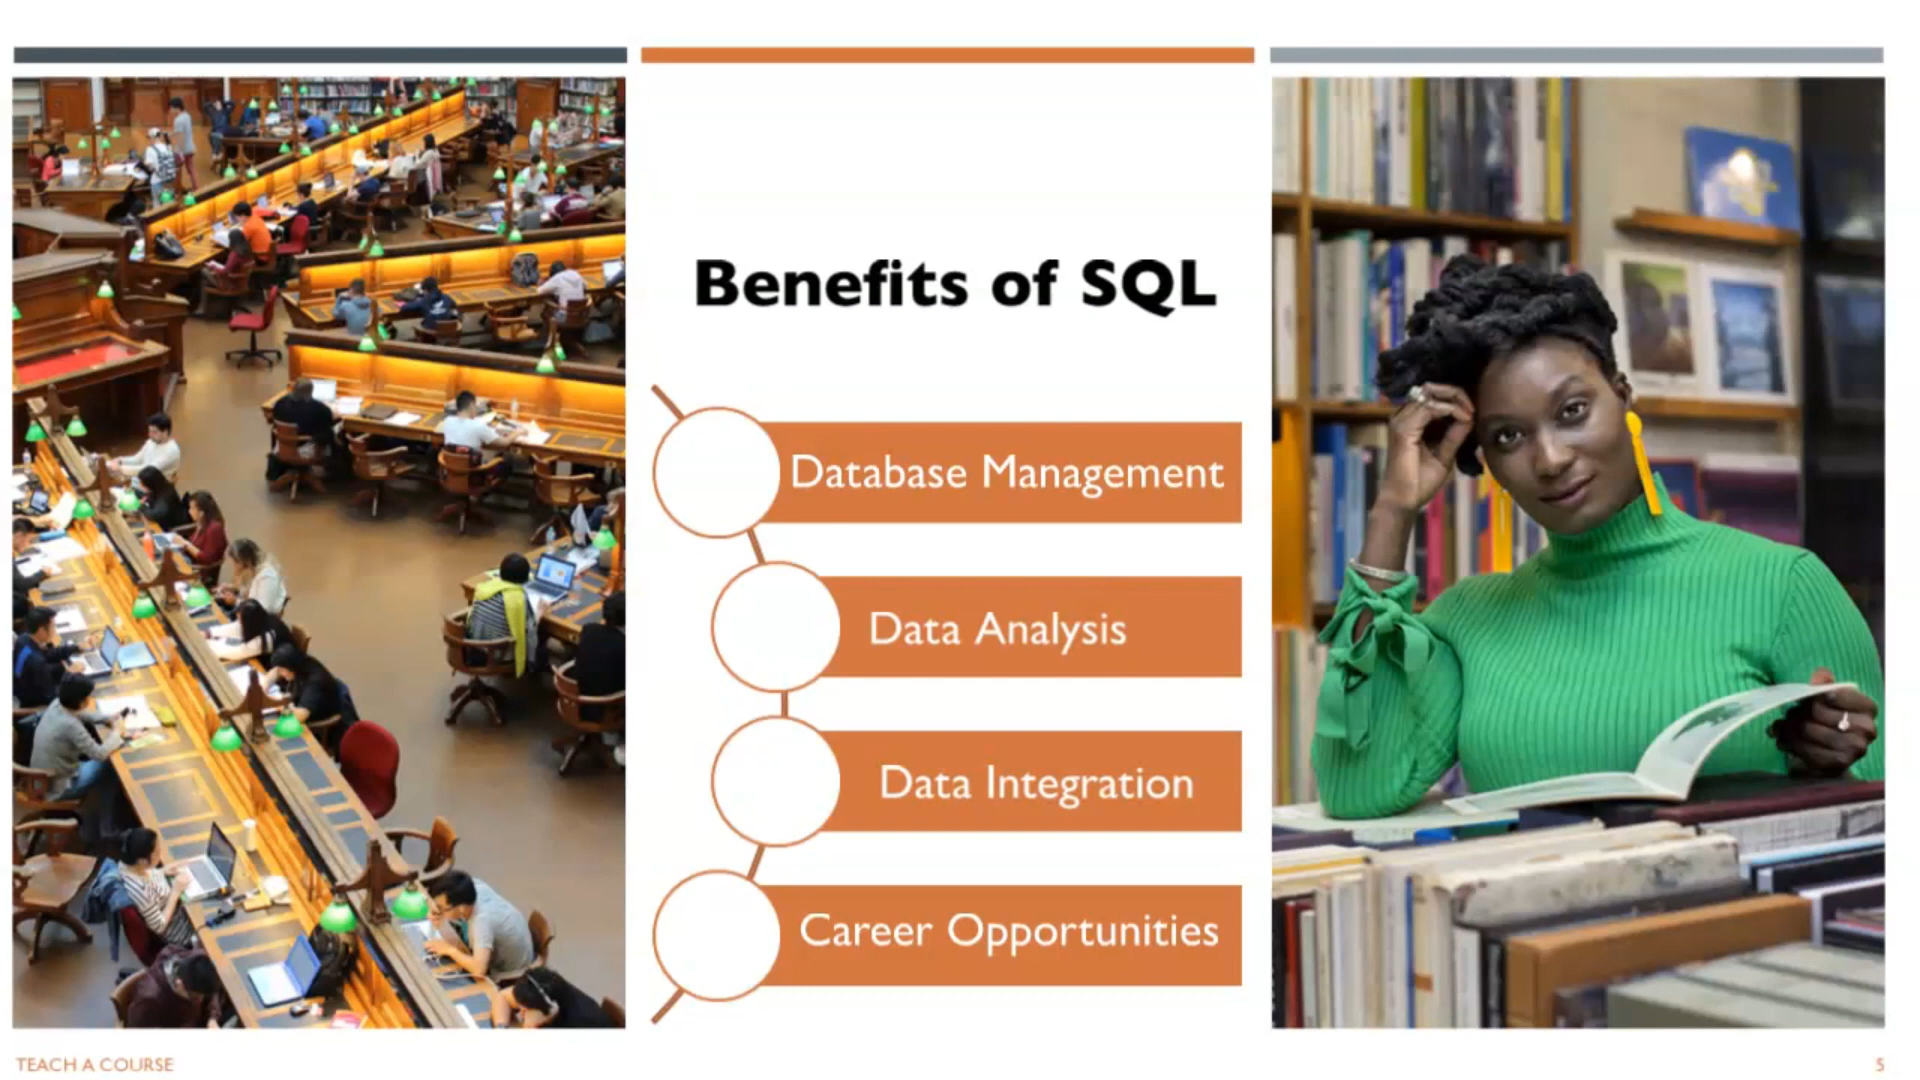 Benefits of SQL
Database Management
Data Analysis
Data Integration
Career Opportunities
TEACH A COURSE
5